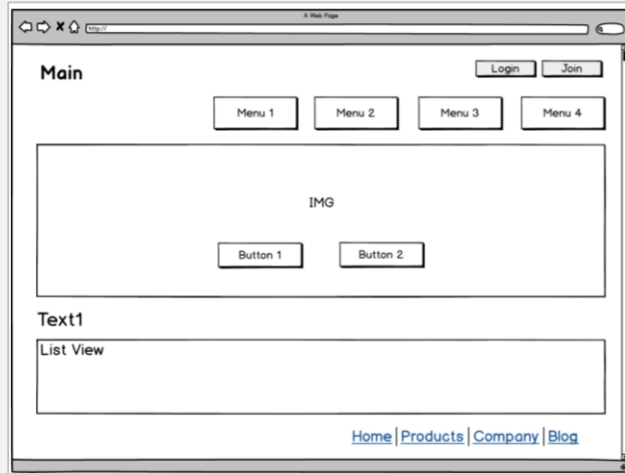 A Web Page
http://
Main
Login Join
Menu 1 Menu 2 Menu 3 Menu 4
IMG
Button 1 Button 2
Text1
List View
Home Products Company Blog